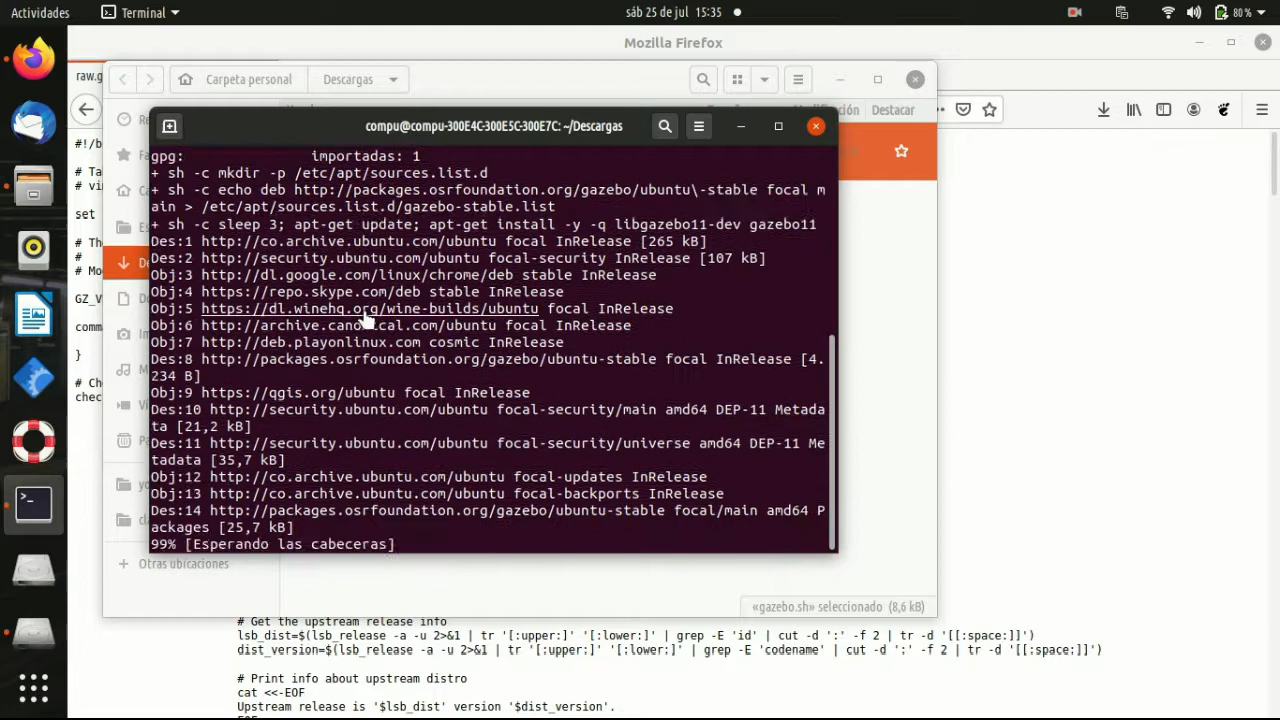 Actividades
Terminal
sáb 25 de jul 15:35
80 %
Mozilla Firefox
raw.g
Carpeta personal
Descargas
Modificación
Destacar
#!/b
# Ta
# vi
set
# Th
#
# Mo
GZ_V
comm
}
# Ch
chec
compu@compu-300E4C-300E5C-300E7C: ~/Descargas
gpg: importadas: 1
+ sh -c mkdir -p /etc/apt/sources.list.d
+ sh -c echo deb http://packages.osrfoundation.org/gazebo/ubuntu\-stable focal m
ain > /etc/apt/sources.list.d/gazebo-stable.list
+ sh -c sleep 3; apt-get update; apt-get install -y -q libgazebo11-dev gazebo11
Des:1 http://co.archive.ubuntu.com/ubuntu focal InRelease [265 kB]
Des:2 http://security.ubuntu.com/ubuntu focal-security InRelease [107 kB]
Obj:3 http://dl.google.com/linux/chrome/deb stable InRelease
Obj:4 https://repo.skype.com/deb stable InRelease
Obj:5 https://dl.winehq.org/wine-builds/ubuntu focal InRelease
Obj:6 http://archive.canonical.com/ubuntu focal InRelease
Obj:7 http://deb.playonlinux.com cosmic InRelease
Des:8 http://packages.osrfoundation.org/gazebo/ubuntu-stable focal InRelease [4.
234 B]
Obj:9 https://qgis.org/ubuntu focal InRelease
Des:10 http://security.ubuntu.com/ubuntu focal-security/main amd64 DEP-11 Metada
ta [21,2 kB]
Des:11 http://security.ubuntu.com/ubuntu focal-security/universe amd64 DEP-11 Me
tadata [35,7 kB]
Obj:12 http://co.archive.ubuntu.com/ubuntu focal-updates InRelease
Obj:13 http://co.archive.ubuntu.com/ubuntu focal-backports InRelease
Des:14 http://packages.osrfoundation.org/gazebo/ubuntu-stable focal/main amd64 P
ackages [25,7 kB]
99% [Esperando las cabeceras]
Otras ubicaciones
«gazebo.sh» seleccionado (8,6 kB)
# Get the upstream release info
lsb_dist=$(lsb_release -a -u 2>&1 | tr '[:upper:]' '[:lower:]' | grep -E 'id' | cut -d ':' -f 2 | tr -d '[[:space:]]')
dist_version=$(lsb_release -a -u 2>&1 | tr '[:upper:]' '[:lower:]' | grep -E 'codename' | cut -d ':' -f 2 | tr -d '[[:space:]]')
# Print info about upstream distro
cat <<-EOF
Upstream release is '$lsb_dist' version '$dist_version'.
EOF